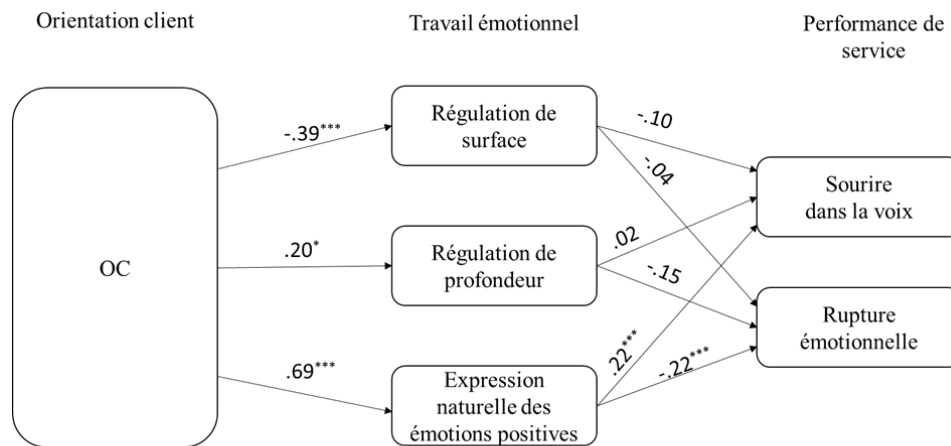 Orientation client
Travail émotionnel
Performance de
service
OC
-.39***
.20*
.69***
Régulation de
surface
Régulation de
profondeur
Expression
naturelle des
émotions positives
-.10
-.04
.02
-.15
.22***
-.22***
Sourire
dans la voix
Rupture
émotionnelle